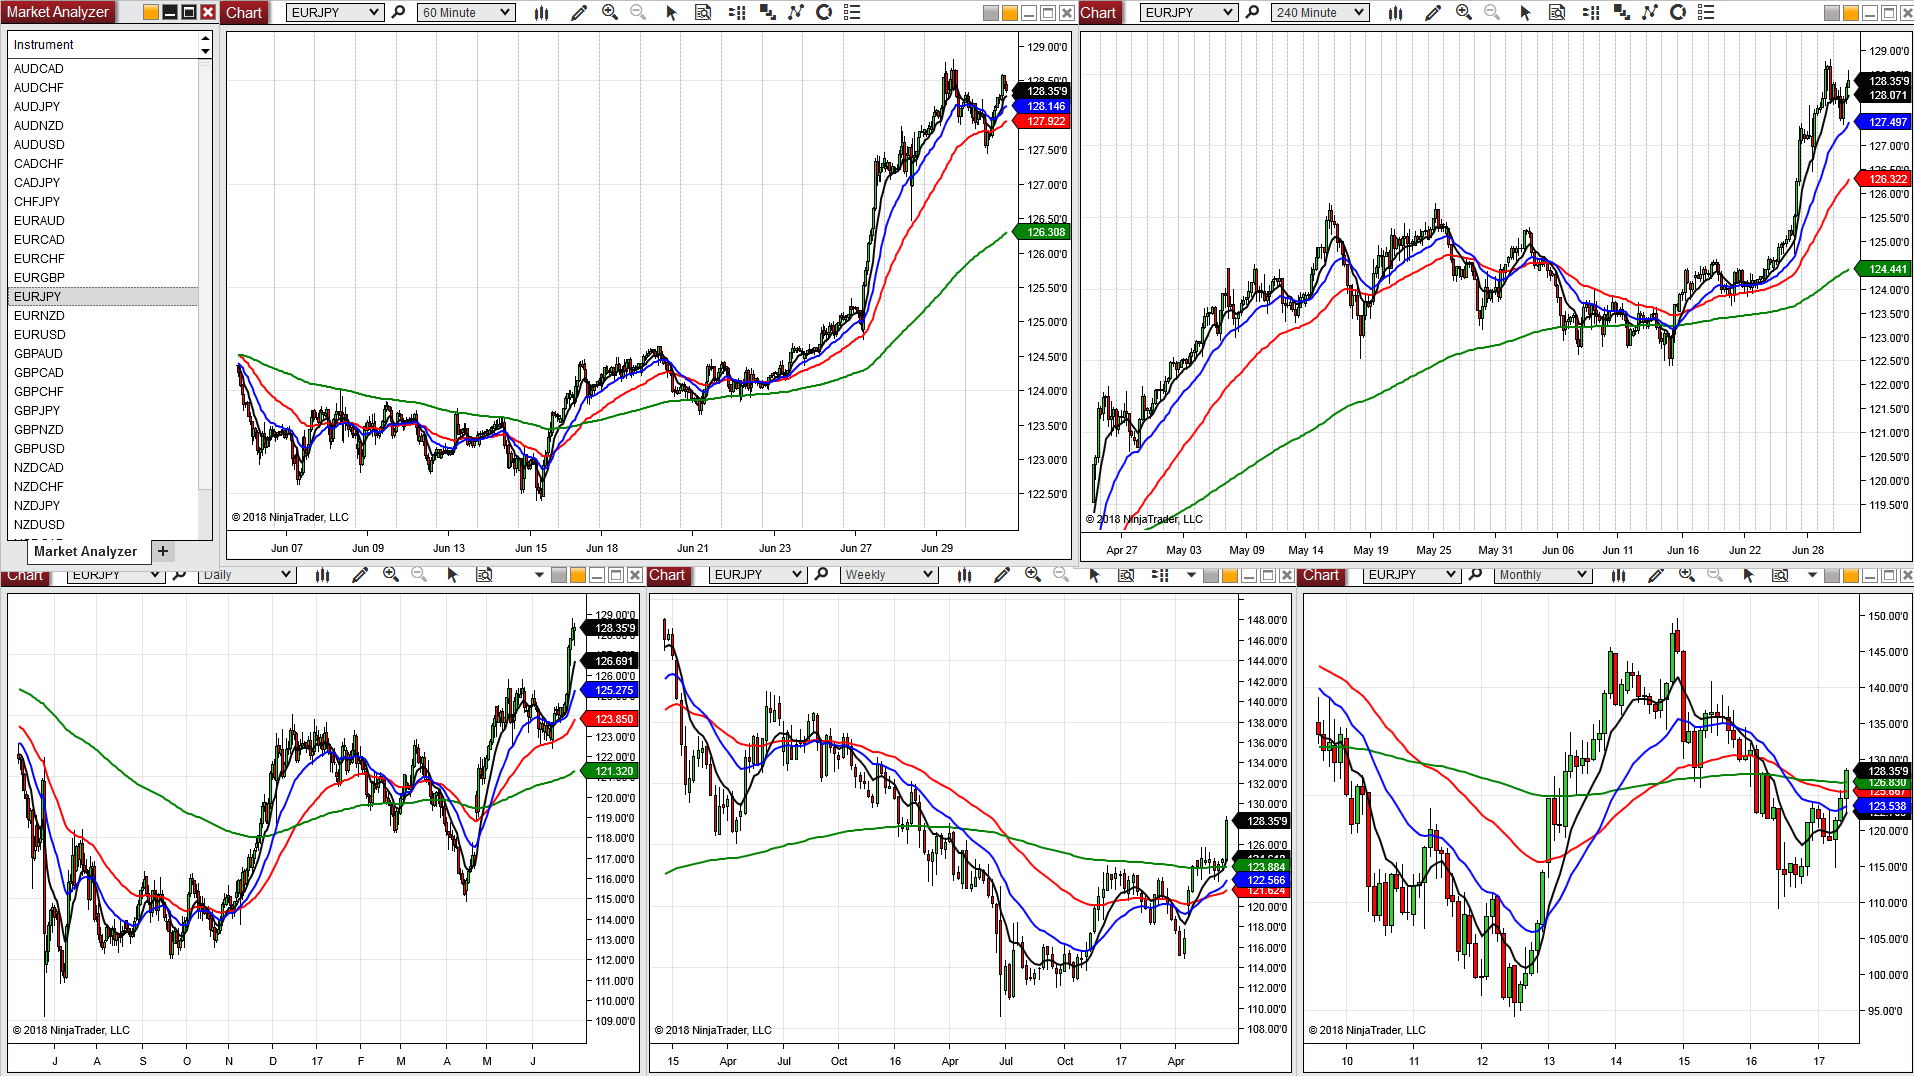 Market Analyzer
Instrument
AUDCAD
AUDCHF
AUDJPY
AUDNZD
AUDUSD
CADCHF
CADJPY
CHFJPY
EURAUD
EURCAD
EURCHF
EURGBP
EURJPY
EURNZD
EURUSD
GBPAUD
GBPCAD
GBPCHF
GBPJPY
GBPNZD
GBPUSD
NZDCAD
NZDCHF
NZDJPY
NZDUSD
Market Analyzer +
Chart EURJPY 60 Minute
129.00'0
128.35'9
128.146
127.922
127.50'0
127.00'0
126.50'0
126.308
126.00'0
125.50'0
125.00'0
124.50'0
124.00'0
123.50'0
123.00'0
122.50'0
© 2018 NinjaTrader, LLC
Jun 07 Jun 09 Jun 13 Jun 15 Jun 18 Jun 21 Jun 23 Jun 27 Jun 29
Chart EURJPY 240 Minute
129.00'0
128.35'9
128.071
127.497
127.00'0
126.322
126.00'0
125.50'0
125.00'0
124.441
124.00'0
123.50'0
123.00'0
122.50'0
122.00'0
121.50'0
121.00'0
120.50'0
120.00'0
119.50'0
© 2018 NinjaTrader, LLC
Apr 27 May 03 May 09 May 14 May 19 May 25 May 31 Jun 06 Jun 11 Jun 16 Jun 22 Jun 28
Chart EURJPY Daily
129.00'0
128.35'9
126.691
126.00'0
125.275
123.850
123.00'0
122.00'0
121.320
120.00'0
119.00'0
118.00'0
117.00'0
116.00'0
115.00'0
114.00'0
113.00'0
112.00'0
111.00'0
110.00'0
109.00'0
© 2018 NinjaTrader, LLC
J A S O N D 17 F M A M J
Chart EURJPY Weekly
148.00'0
146.00'0
144.00'0
142.00'0
140.00'0
138.00'0
136.00'0
134.00'0
132.00'0
130.00'0
128.35'9
126.00'0
123.884
122.566
121.624
120.00'0
118.00'0
116.00'0
114.00'0
112.00'0
110.00'0
108.00'0
© 2018 NinjaTrader, LLC
15 Apr Jul Oct 16 Apr Jul Oct 17 Apr
Chart EURJPY Monthly
150.00'0
145.00'0
140.00'0
135.00'0
130.00'0
128.35'9
126.830
125.667
123.538
120.00'0
115.00'0
110.00'0
105.00'0
100.00'0
95.00'0
© 2018 NinjaTrader, LLC
10 11 12 13 14 15 16 17